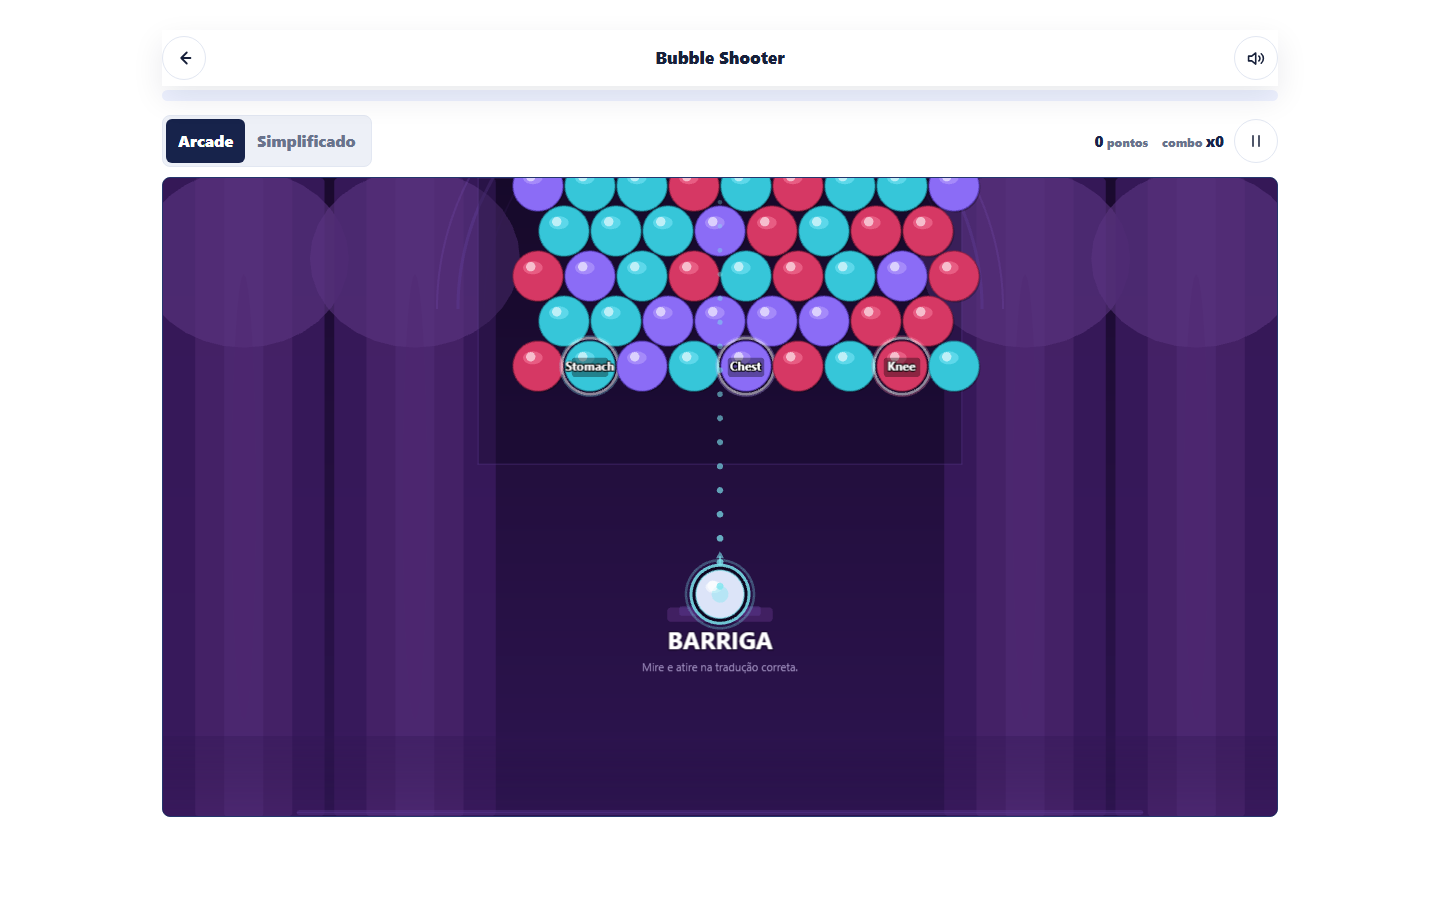 Bubble Shooter
Arcade
Simplificado
0 pontos
combo x0
Stomach
Chest
Knee
BARRIGA
Mire e atire na tradução correta.